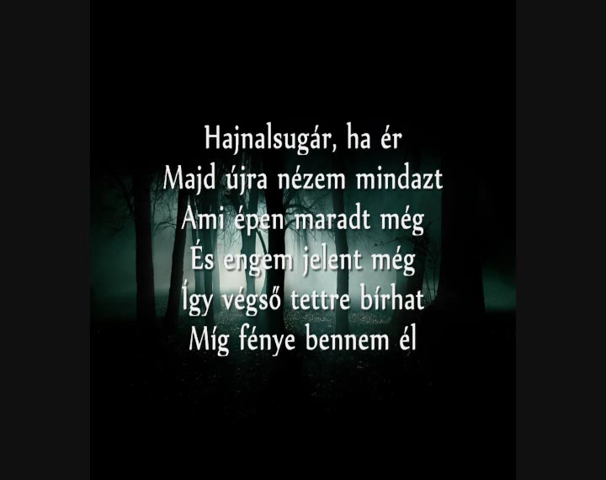 Hajnalsugár, ha ér
Majd újra nézem mindazt
Ami épen maradt még
És engem jelent még
Így végső tettre bírhat
Míg fénye bennem él